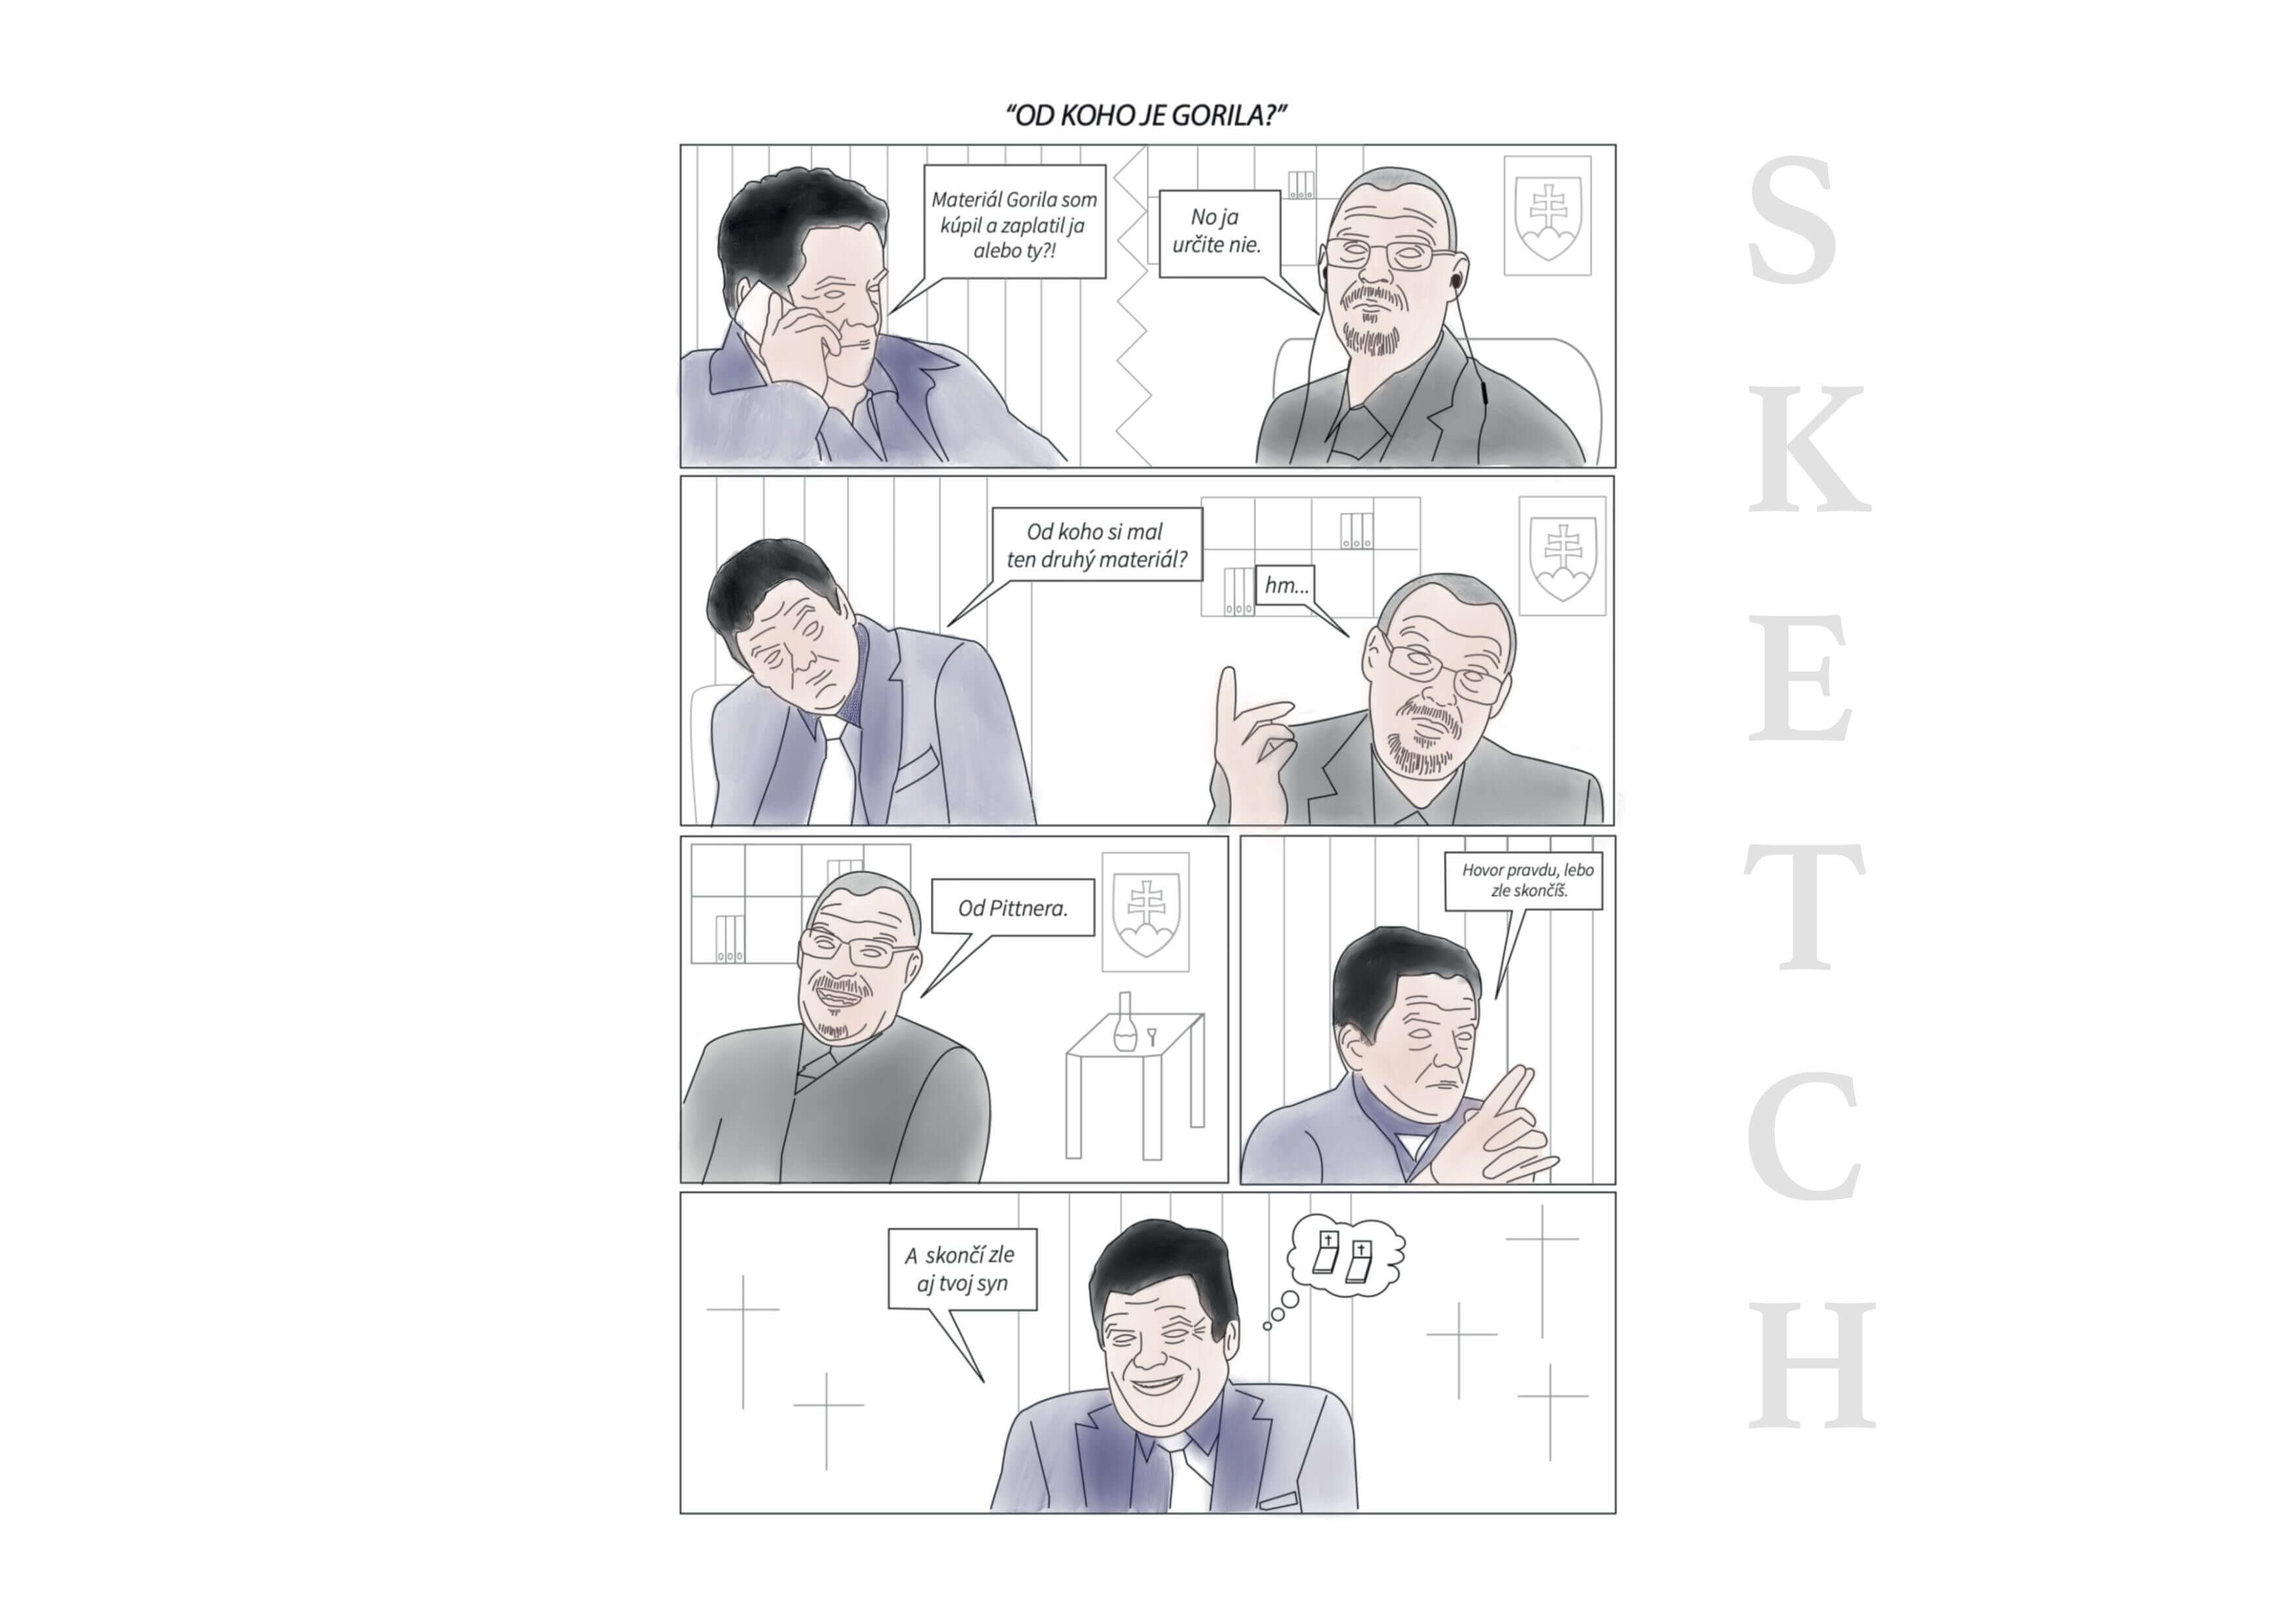 “OD KOHO JE GORILA?”
Materiál Gorila som
kúpil a zaplatil ja
alebo ty?!
No ja
určite nie.
Od koho si mal
ten druhý materiál?
hm...
Od Pittnera.
Hovor pravdu, lebo
zle skončíš.
A skončí zle
aj tvoj syn
S
K
E
T
C
H